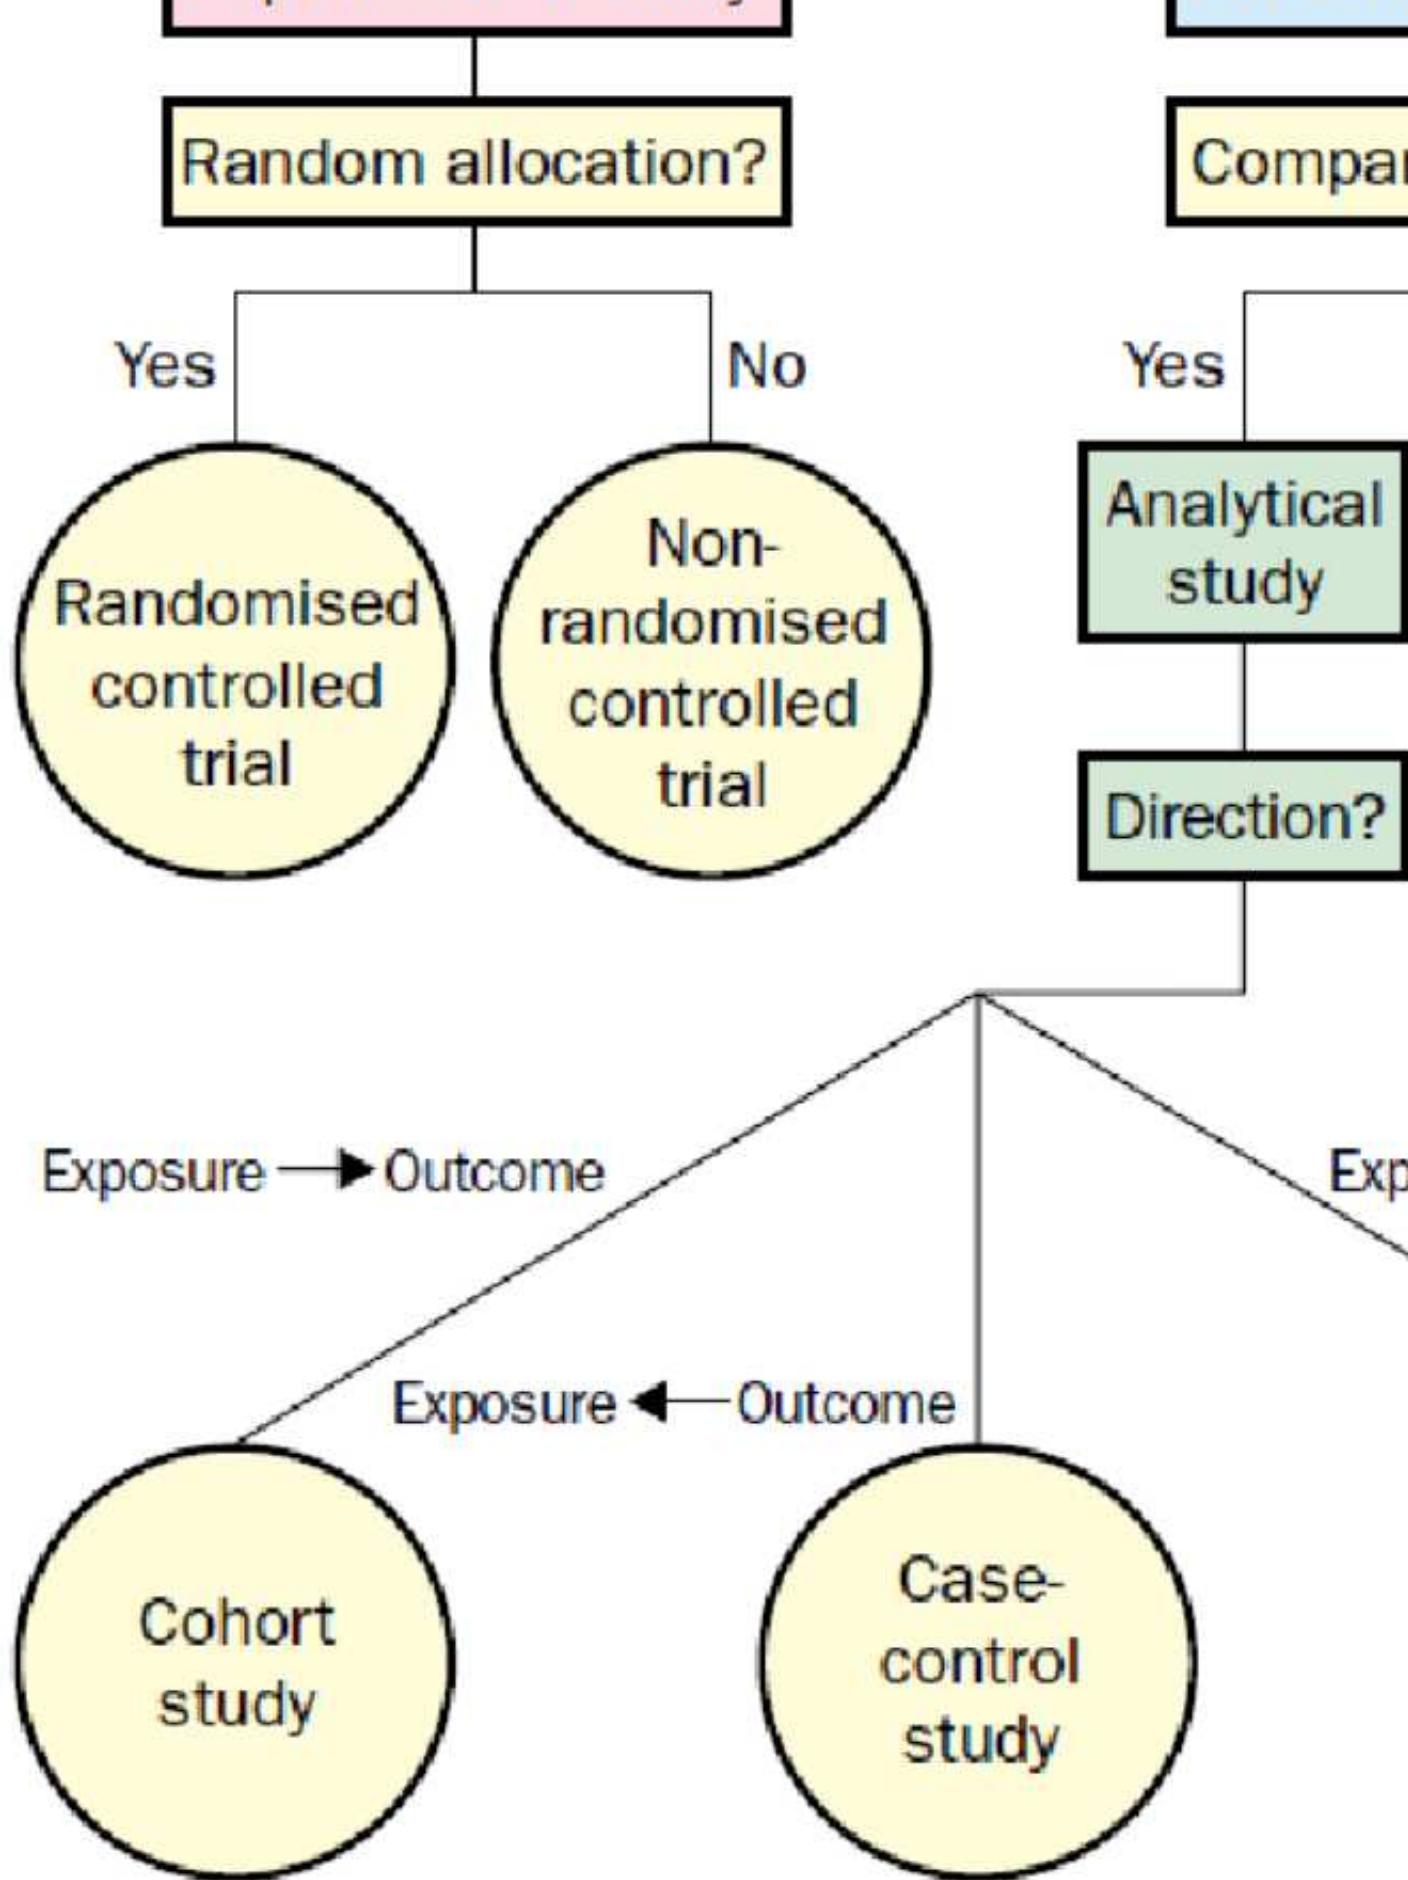 Random allocation?
Yes
No
Yes
Randomised
controlled
trial
Non-
randomised
controlled
trial
Analytical
study
Direction?
Exposure
Outcome
Exposure
Outcome
Cohort
study
Case-
control
study